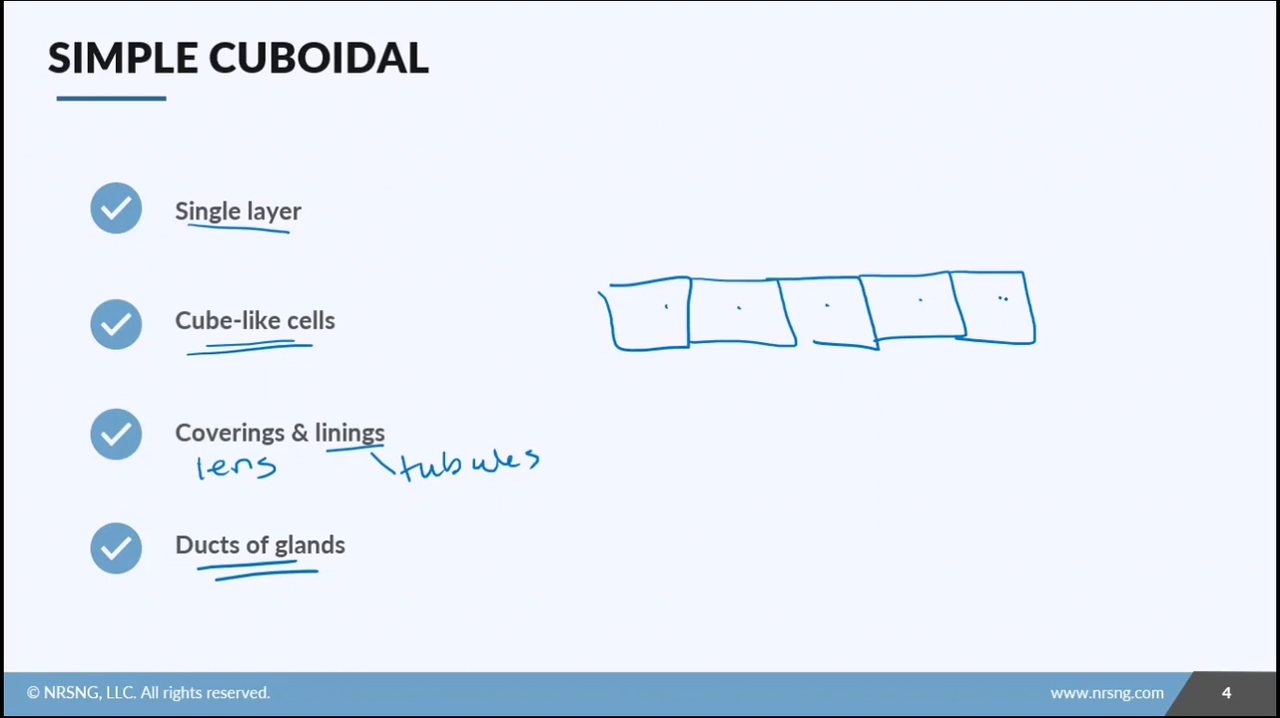 SIMPLE CUBOIDAL
Single layer
Cube-like cells
Coverings & linings
lens
tubules
Ducts of glands
© NRSNG, LLC. All rights reserved.
www.nrsng.com
4